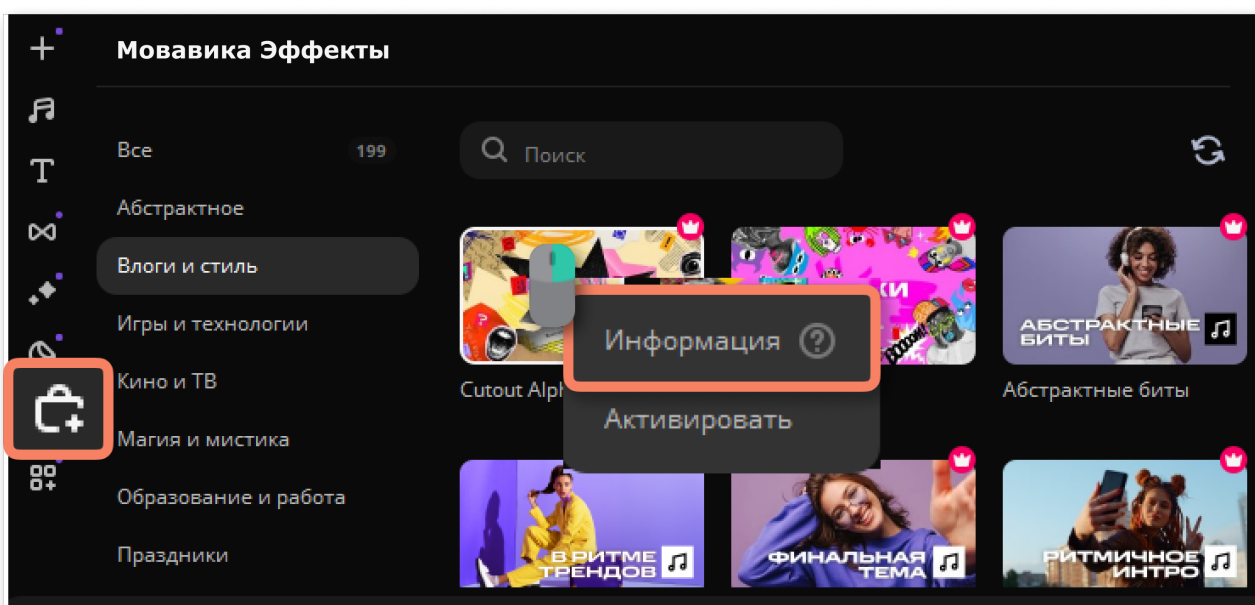 Мовавика Эффекты
Все 199
Поиск
Абстрактное
Влоги и стиль
Игры и технологии
Кино и ТВ
Магия и мистика
Образование и работа
Праздники
КИ
АБСТРАКТНЫЕ
БИТЫ
Информация ?
Активировать
Cutout Alph
Абстрактные биты
В РИТМЕ
ТРЕНДОВ
ФИНАЛЬНАЯ
ТЕМА
РИТМИЧНОЕ
ИНТРО